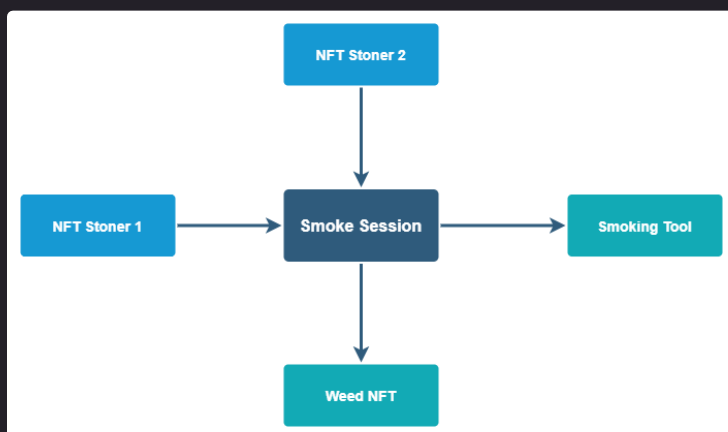 NFT Stoner 2
NFT Stoner 1
Smoke Session
Smoking Tool
Weed NFT